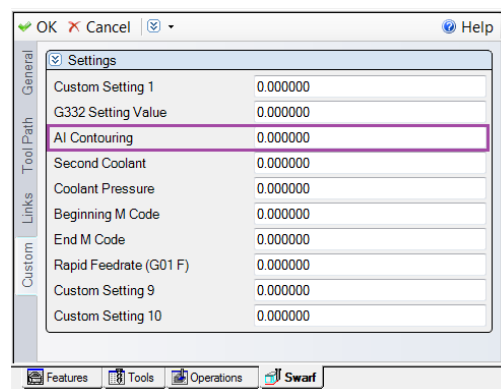 OK Cancel Help
General
Tool Path
Links
Custom
Settings
Custom Setting 1 0.000000
G332 Setting Value 0.000000
AI Contouring 0.000000
Second Coolant 0.000000
Coolant Pressure 0.000000
Beginning M Code 0.000000
End M Code 0.000000
Rapid Feedrate (G01 F) 0.000000
Custom Setting 9 0.000000
Custom Setting 10 0.000000
Features Tools Operations Swarf